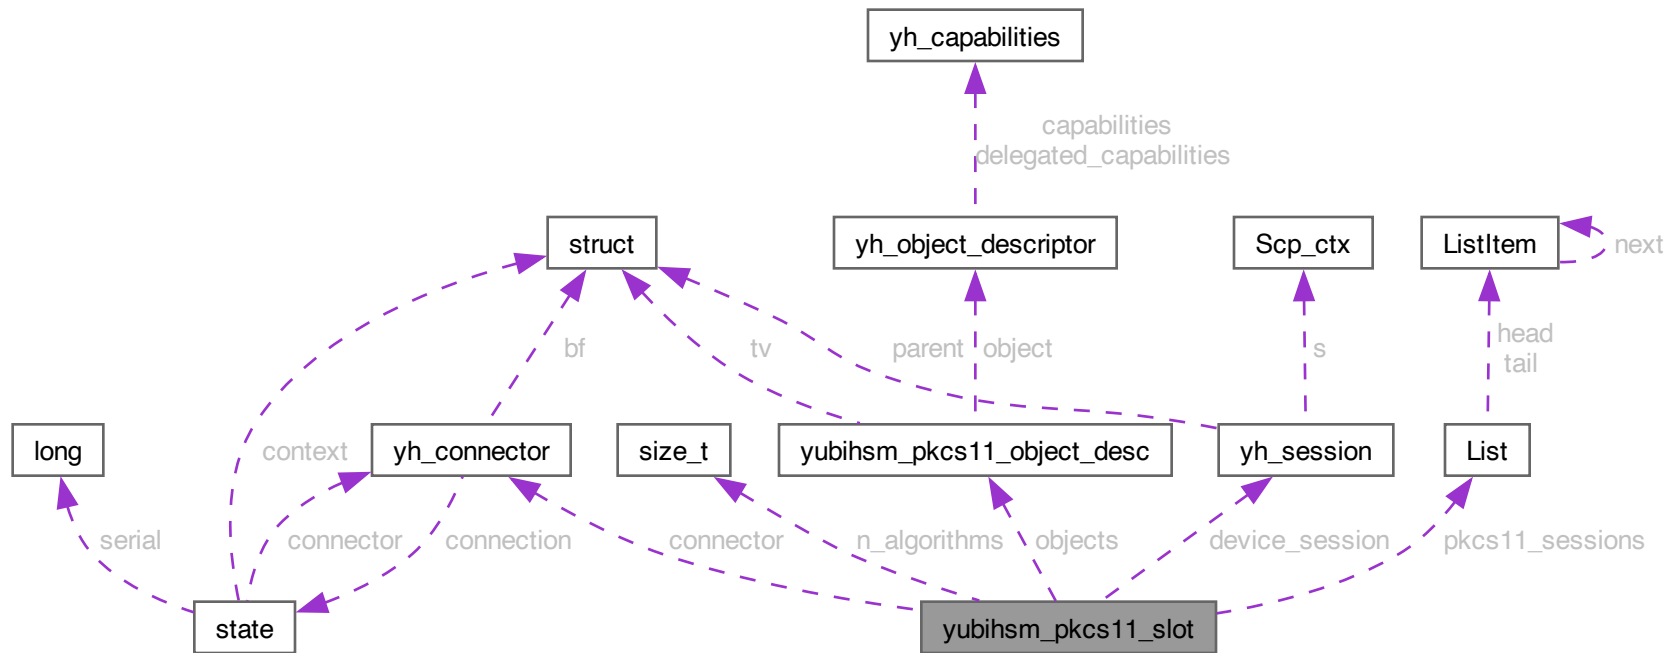 yh_capabilities
capabilities
delegated_capabilities
struct
yh_object_descriptor
Scp_ctx
ListItem
next
bf
tv
parent
object
s
head
tail
long
context
yh_connector
size_t
yubihsm_pkcs11_object_desc
yh_session
List
serial
connector
connection
connector
n_algorithms
objects
device_session
pkcs11_sessions
state
yubihsm_pkcs11_slot